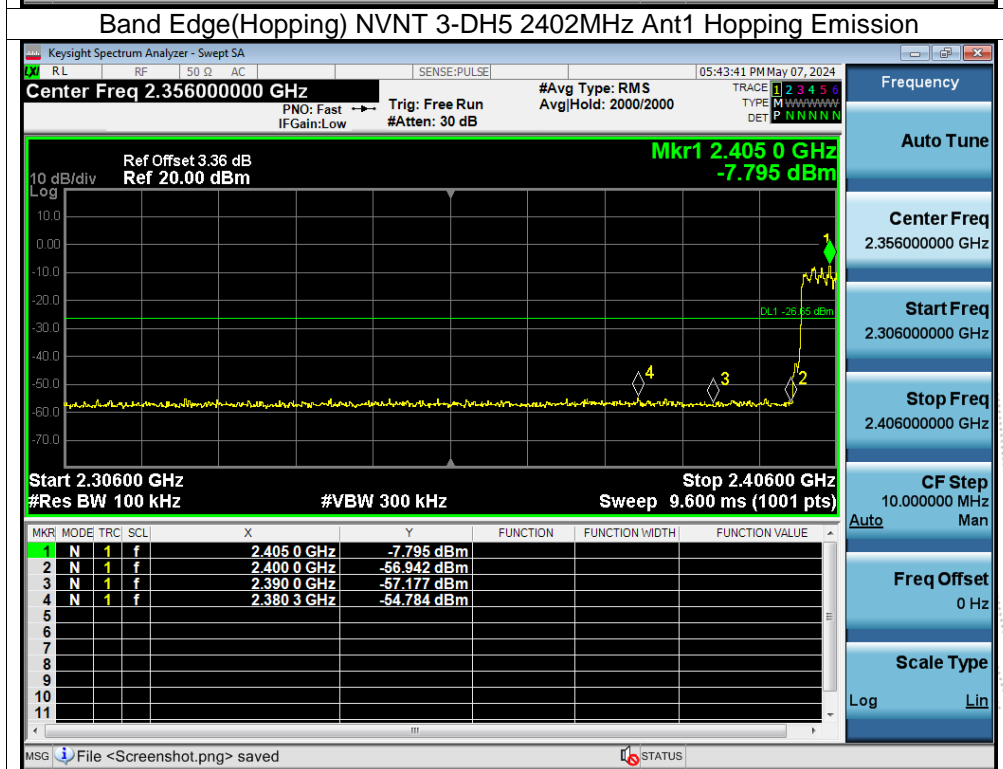 Band Edge(Hopping) NVNT 3-DH5 2402MHz Ant1 Hopping Emission
Keysight Spectrum Analyzer - Swept SA
LXI RL RF 50 Ω AC SENSE:PULSE 05:43:41 PM May 07, 2024
Center Freq 2.356000000 GHz #Avg Type: RMS TRACE 1 2 3 4 5 6
PNO: Fast Trig: Free Run Avg|Hold: 2000/2000 TYPE M WWWWW
IFGain:Low #Atten: 30 dB DET P N N N N N
Frequency
Auto Tune
Center Freq
2.356000000 GHz
Start Freq
2.306000000 GHz
Stop Freq
2.406000000 GHz
CF Step
10.000000 MHz
Auto Man
Freq Offset
0 Hz
Scale Type
Log Lin
Mkr1 2.405 0 GHz
-7.795 dBm
Ref Offset 3.36 dB
10 dB/div Ref 20.00 dBm
Log
10.0
0.00
-10.0
-20.0
-30.0
-40.0
-50.0
-60.0
-70.0
1
DL1 -26.65 dBm
4 3 2
Start 2.30600 GHz Stop 2.40600 GHz
#Res BW 100 kHz #VBW 300 kHz Sweep 9.600 ms (1001 pts)
MKR MODE TRC SCL X Y FUNCTION FUNCTION WIDTH FUNCTION VALUE
1 N 1 f 2.405 0 GHz -7.795 dBm
2 N 1 f 2.400 0 GHz -56.942 dBm
3 N 1 f 2.390 0 GHz -57.177 dBm
4 N 1 f 2.380 3 GHz -54.784 dBm
5
6
7
8
9
10
11
MSG File <Screenshot.png> saved STATUS